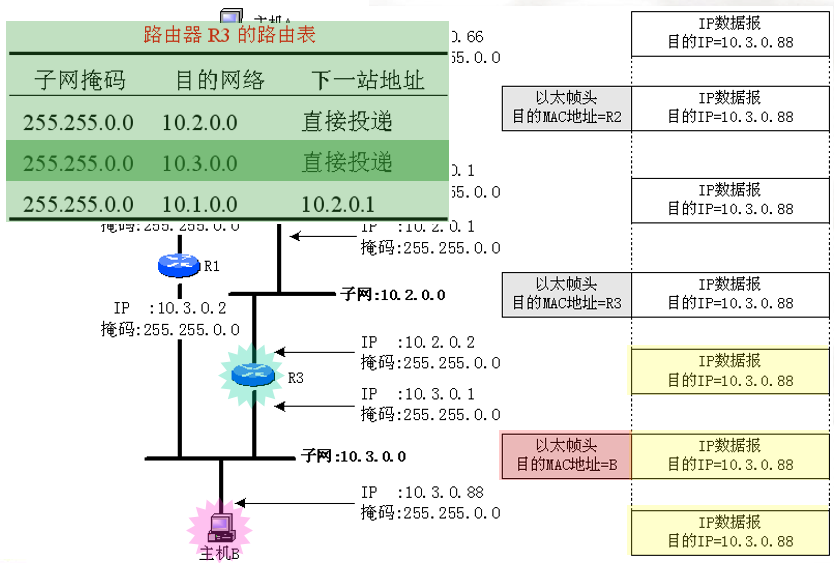 主机A
路由器 R3 的路由表
子网掩码 目的网络 下一站地址
255.255.0.0 10.2.0.0 直接投递
255.255.0.0 10.3.0.0 直接投递
255.255.0.0 10.1.0.0 10.2.0.1
0.66
55.0.0
0.1
55.0.0
掩码:255.255.0.0
IP :10.2.0.1
掩码:255.255.0.0
R1
子网:10.2.0.0
IP :10.3.0.2
掩码:255.255.0.0
IP :10.2.0.2
掩码:255.255.0.0
R3
IP :10.3.0.1
掩码:255.255.0.0
子网:10.3.0.0
IP :10.3.0.88
掩码:255.255.0.0
主机B
IP数据报
目的IP=10.3.0.88
以太帧头
目的MAC地址=R2
IP数据报
目的IP=10.3.0.88
IP数据报
目的IP=10.3.0.88
以太帧头
目的MAC地址=R3
IP数据报
目的IP=10.3.0.88
IP数据报
目的IP=10.3.0.88
以太帧头
目的MAC地址=B
IP数据报
目的IP=10.3.0.88
IP数据报
目的IP=10.3.0.88